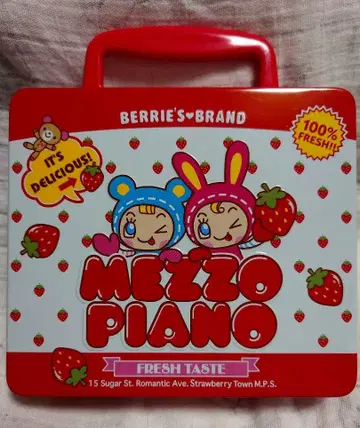 BERRIE'S♥BRAND
IT'S
DELICIOUS!
100%
FRESH!!
MEZZO
PIANO
FRESH TASTE
15 Sugar St. Romantic Ave. Strawberry Town M.P.S.